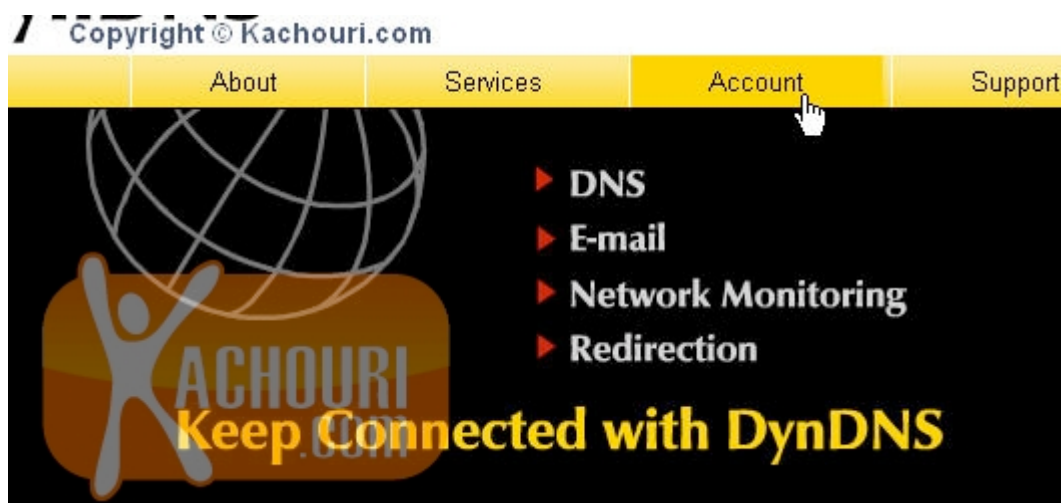 Copyright © Kachouri.com
About Services Account Support
DNS
E-mail
Network Monitoring
Redirection
KACHOURI
.com
Keep Connected with DynDNS